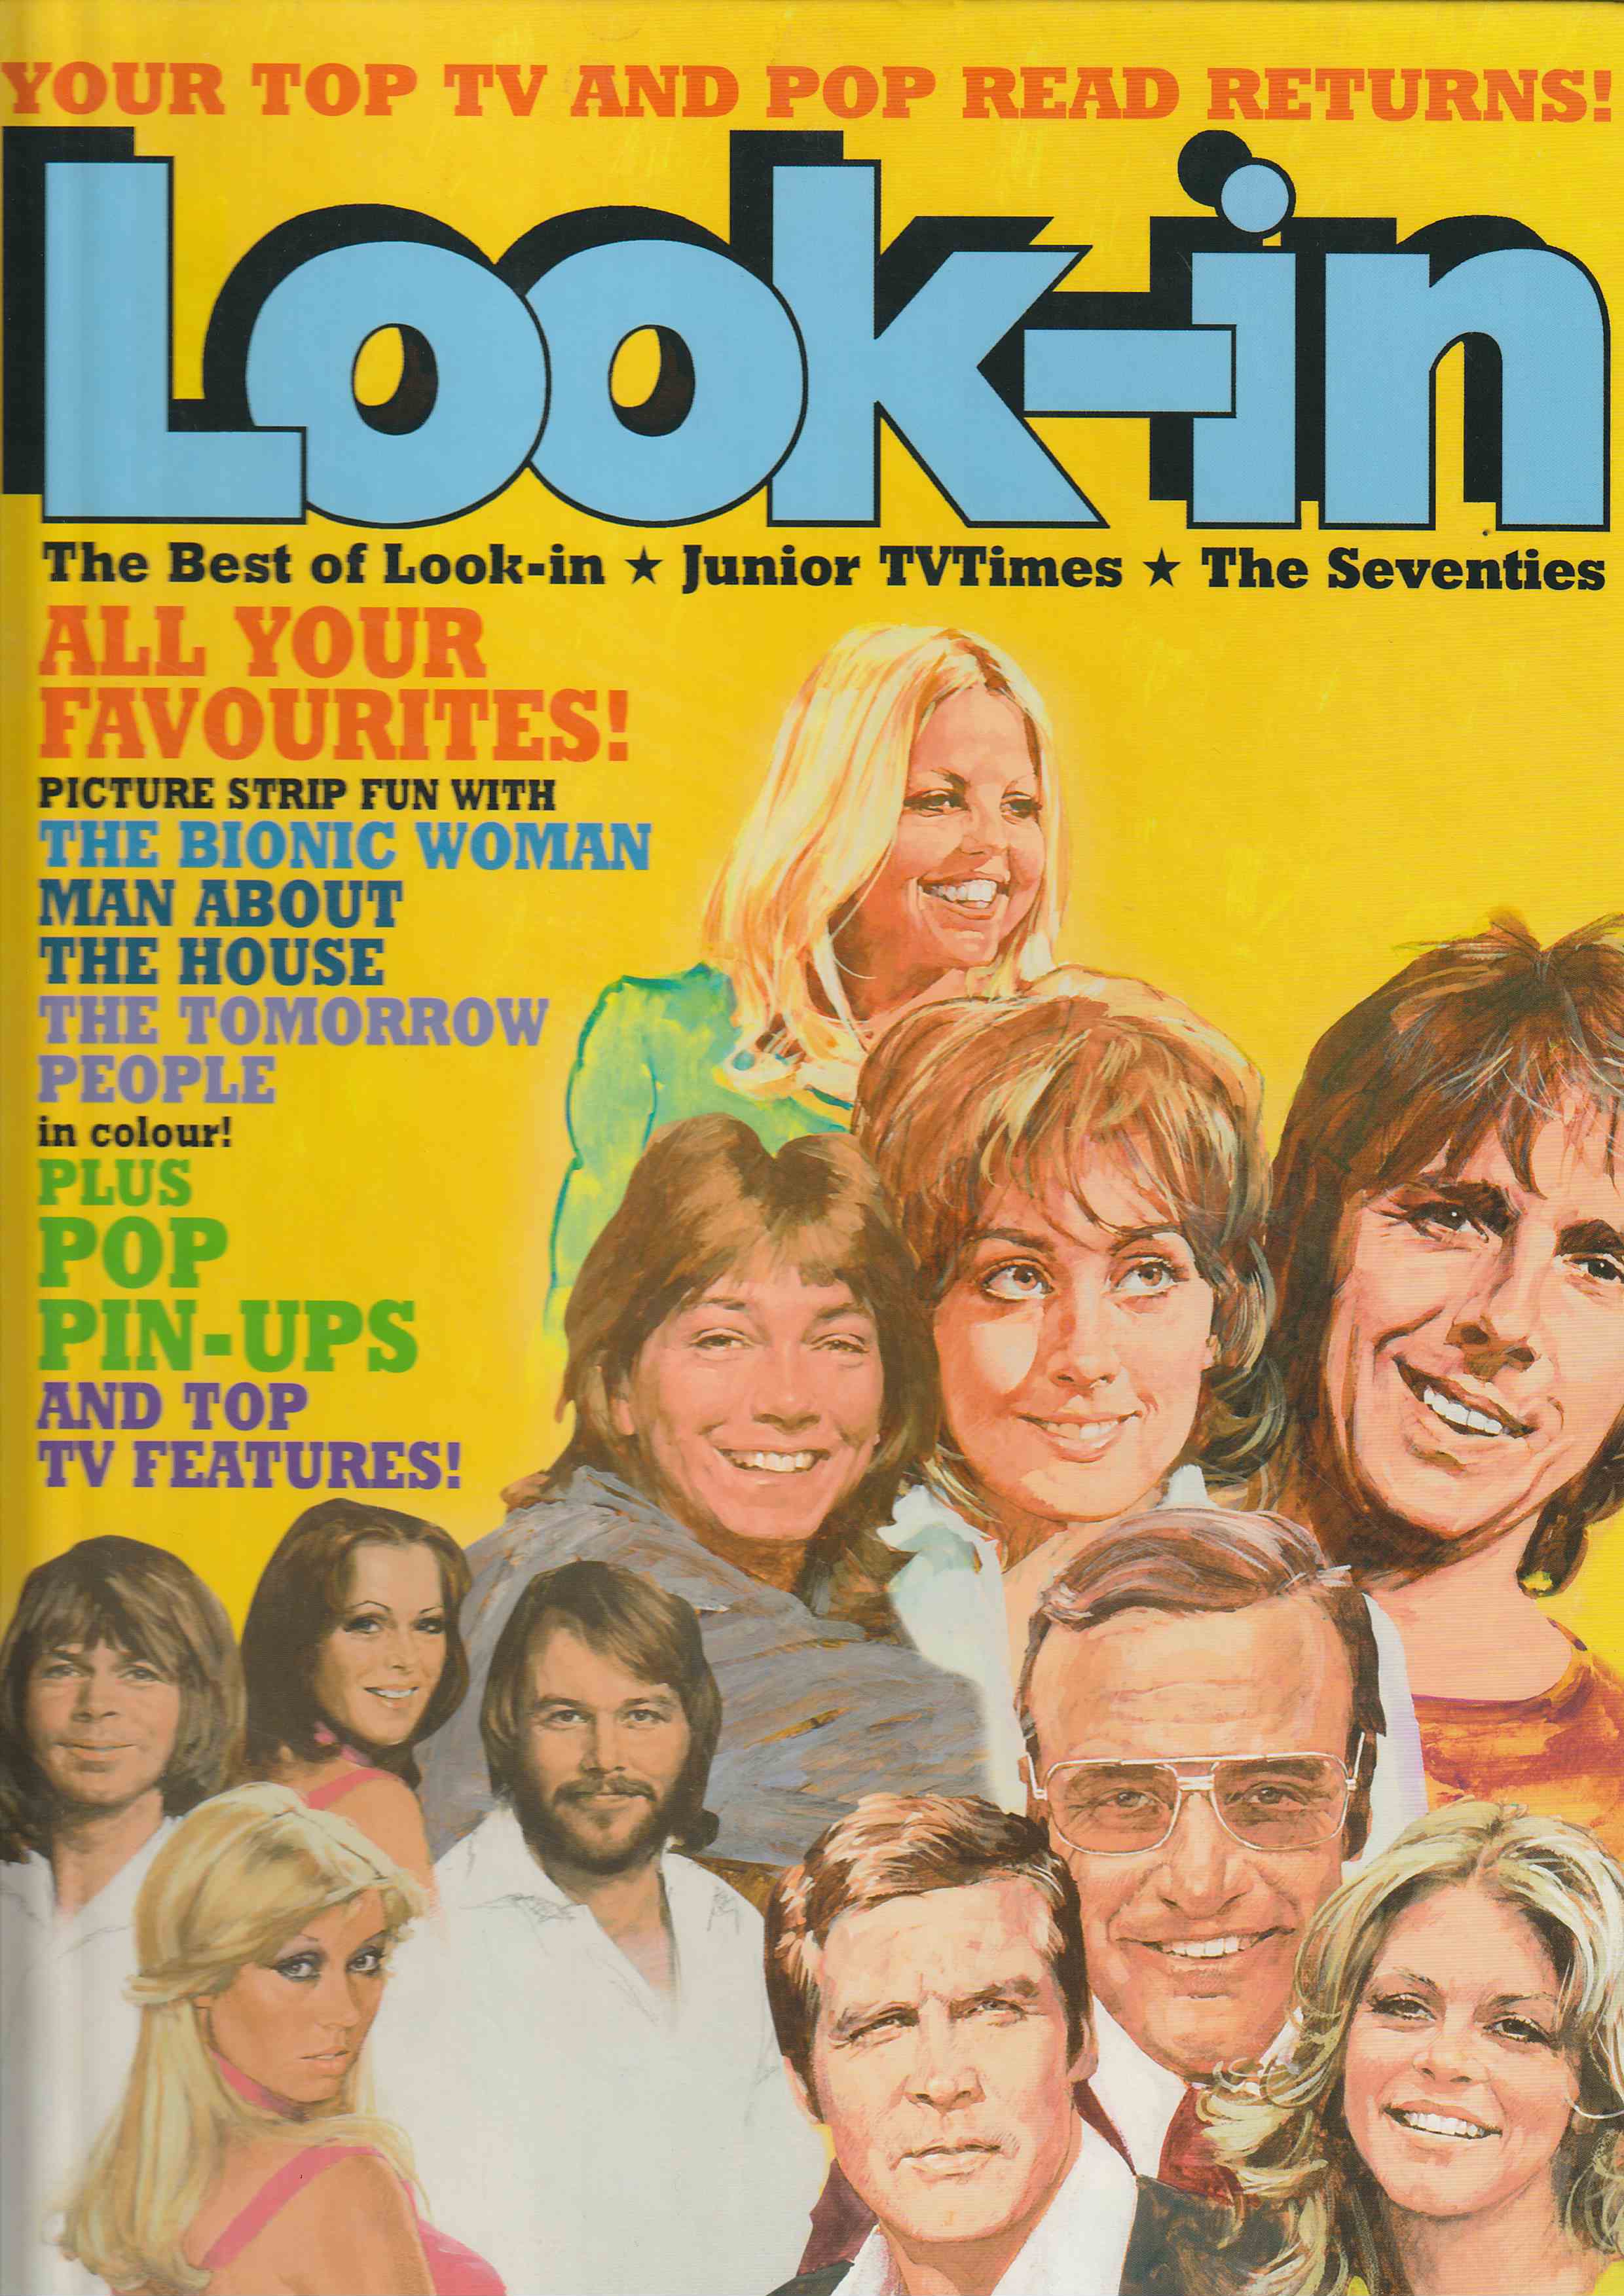 YOUR TOP TV AND POP READ RETURNS!
Look-in
The Best of Look-in ★ Junior TVTimes ★ The Seventies
ALL YOUR
FAVOURITES!
PICTURE STRIP FUN WITH
THE BIONIC WOMAN
MAN ABOUT
THE HOUSE
THE TOMORROW
PEOPLE
in colour!
PLUS
POP
PIN-UPS
AND TOP
TV FEATURES!